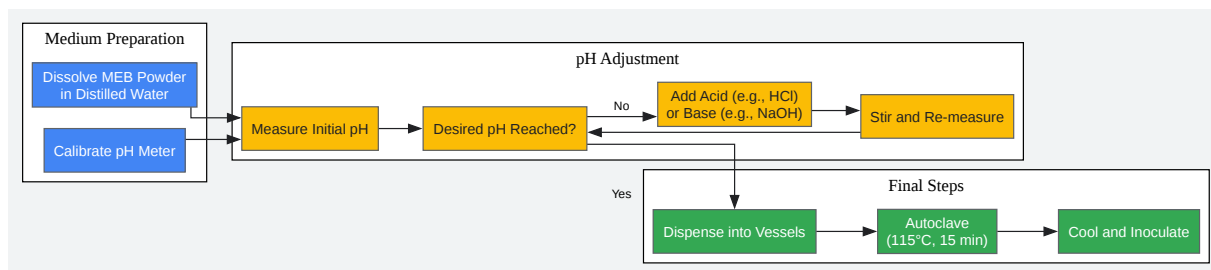 Medium Preparation
Dissolve MEB Powder
in Distilled Water
Calibrate pH Meter
pH Adjustment
Measure Initial pH
Desired pH Reached?
No
Add Acid (e.g., HCl)
or Base (e.g., NaOH)
Stir and Re-measure
Yes
Final Steps
Dispense into Vessels
Autoclave
(115°C, 15 min)
Cool and Inoculate